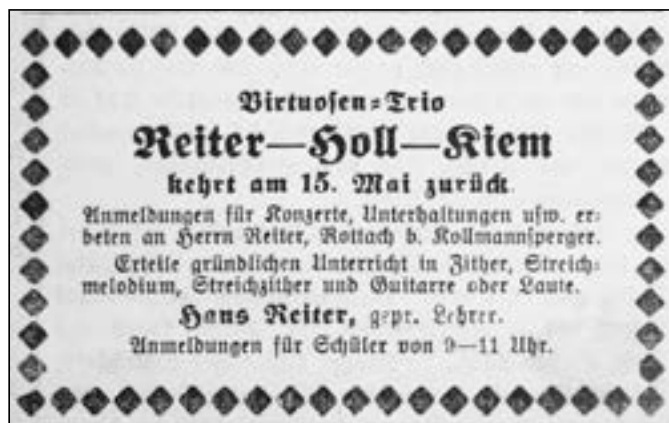 Virtuosen-Trio
Reiter—Holl—Kiem
kehrt am 15. Mai zurück.
Anmeldungen für Konzerte, Unterhaltungen usw. er-
beten an Herrn Reiter, Rottach b. Kollmannsperger.
Erteile gründlichen Unterricht in Zither, Streich-
melodium, Streichzither und Guitarre oder Laute.
Hans Reiter, gepr. Lehrer.
Anmeldungen für Schüler von 9—11 Uhr.